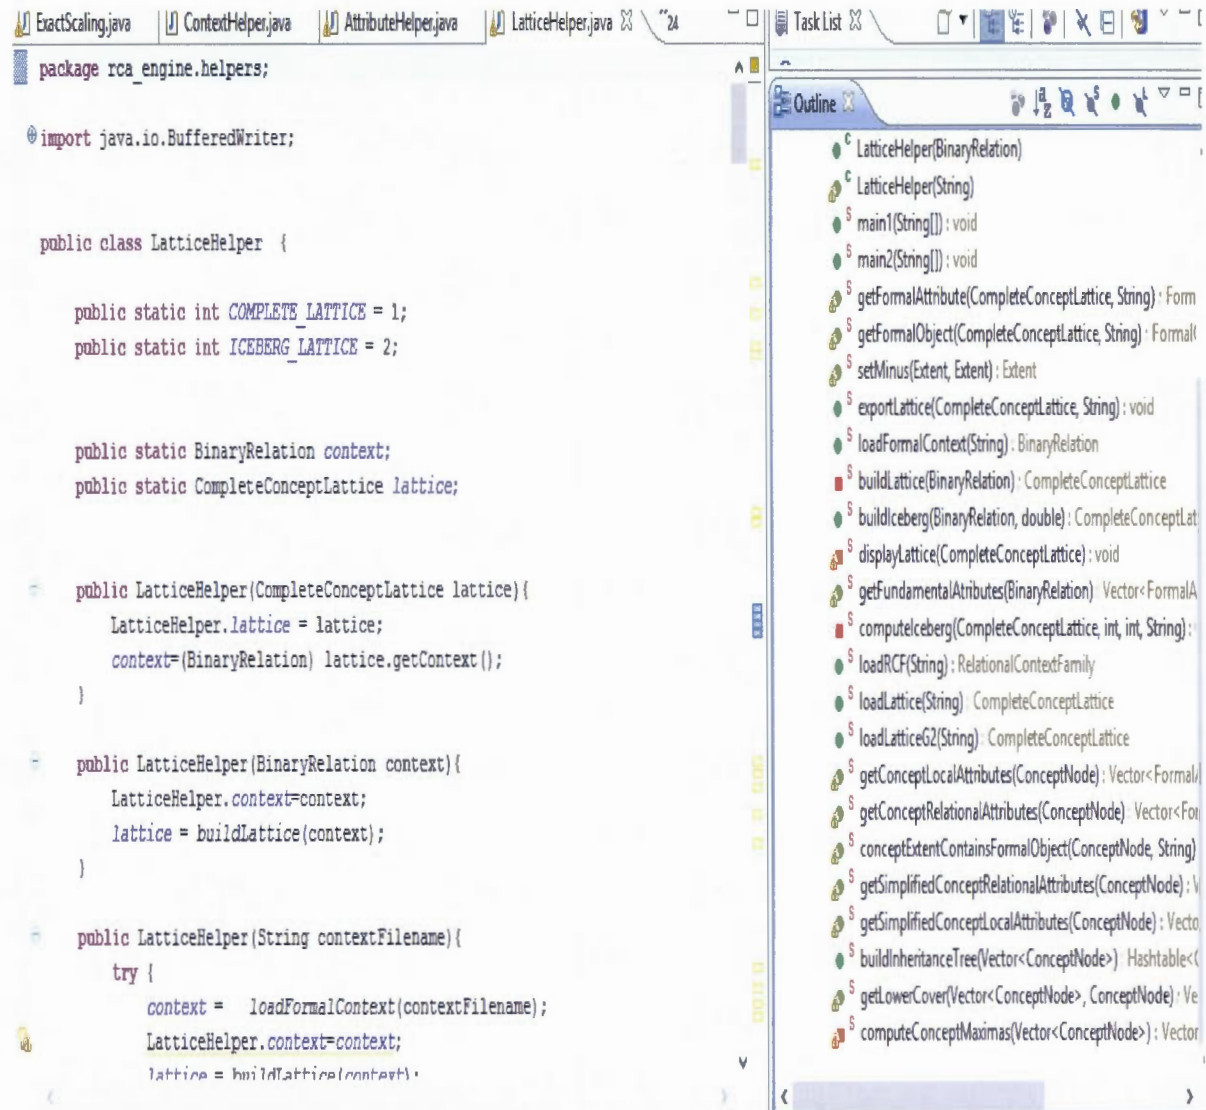 ExactScaling.java ContextHelper.java AttributeHelper.java LatticeHelper.java "24
package rca_engine.helpers;
import java.io.BufferedWriter;
public class LatticeHelper {
public static int COMPLETE_LATTICE = 1;
public static int ICEBERG_LATTICE = 2;
public static BinaryRelation context;
public static CompleteConceptLattice lattice;
public LatticeHelper(CompleteConceptLattice lattice){
LatticeHelper.lattice = lattice;
context=(BinaryRelation) lattice.getContext();
}
public LatticeHelper(BinaryRelation context){
LatticeHelper.context=context;
lattice = buildLattice(context);
}
public LatticeHelper(String contextFilename){
try {
context = loadFormalContext(contextFilename);
LatticeHelper.context=context;
lattice = buildLattice(context);
Task List
Outline
LatticeHelper(BinaryRelation)
LatticeHelper(String)
main1(String[]) : void
main2(String[]) : void
getFormalAttribute(CompleteConceptLattice, String) : Form
getFormalObject(CompleteConceptLattice, String) : Formal
setMinus(Extent, Extent) : Extent
exportLattice(CompleteConceptLattice, String) : void
loadFormalContext(String) : BinaryRelation
buildLattice(BinaryRelation) : CompleteConceptLattice
buildIceberg(BinaryRelation, double) : CompleteConceptLat
displayLattice(CompleteConceptLattice) : void
getFundamentalAtributes(BinaryRelation) Vector<FormalA
computeIceberg(CompleteConceptLattice, int, int, String) :
loadRCF(String) : RelationalContextFamily
loadLattice(String) : CompleteConceptLattice
loadLatticeG2(String) : CompleteConceptLattice
getConceptLocalAttributes(ConceptNode) : Vector<Formal
getConceptRelationalAttributes(ConceptNode) Vector<For
conceptExtentContainsFormalObject(ConceptNode, String)
getSimplifiedConceptRelationalAttributes(ConceptNode) : V
getSimplifiedConceptLocalAttributes(ConceptNode) : Vecto
buildInheritanceTree(Vector<ConceptNode>) Hashtable<
getLowerCover(Vector<ConceptNode>, ConceptNode) : Ve
computeConceptMaximas(Vector<ConceptNode>) : Vector